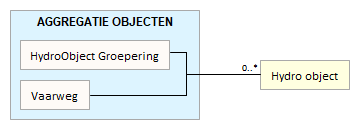 AGGREGATIE OBJECTEN
HydroObject Groepering
0..*
Hydro object
Vaarweg